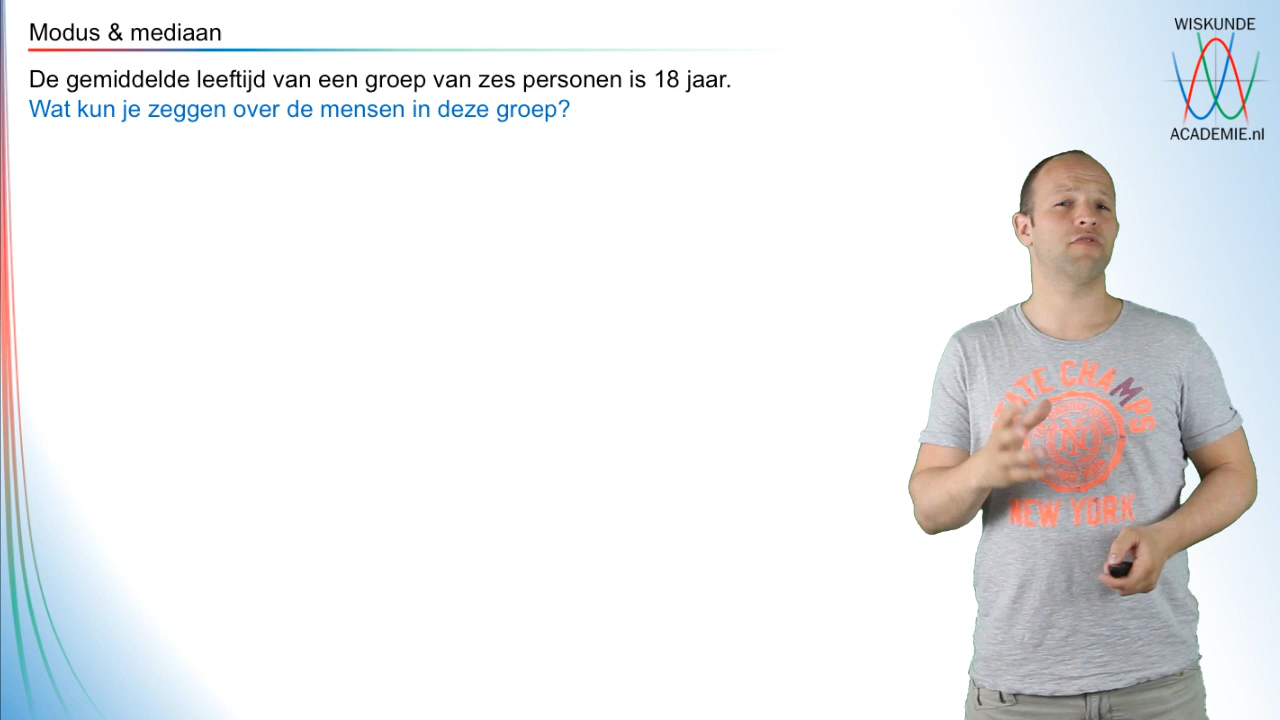 Modus & mediaan
De gemiddelde leeftijd van een groep van zes personen is 18 jaar.
Wat kun je zeggen over de mensen in deze groep?
WISKUNDE
ACADEMIE.nl
CHAMPS
NEW YORK